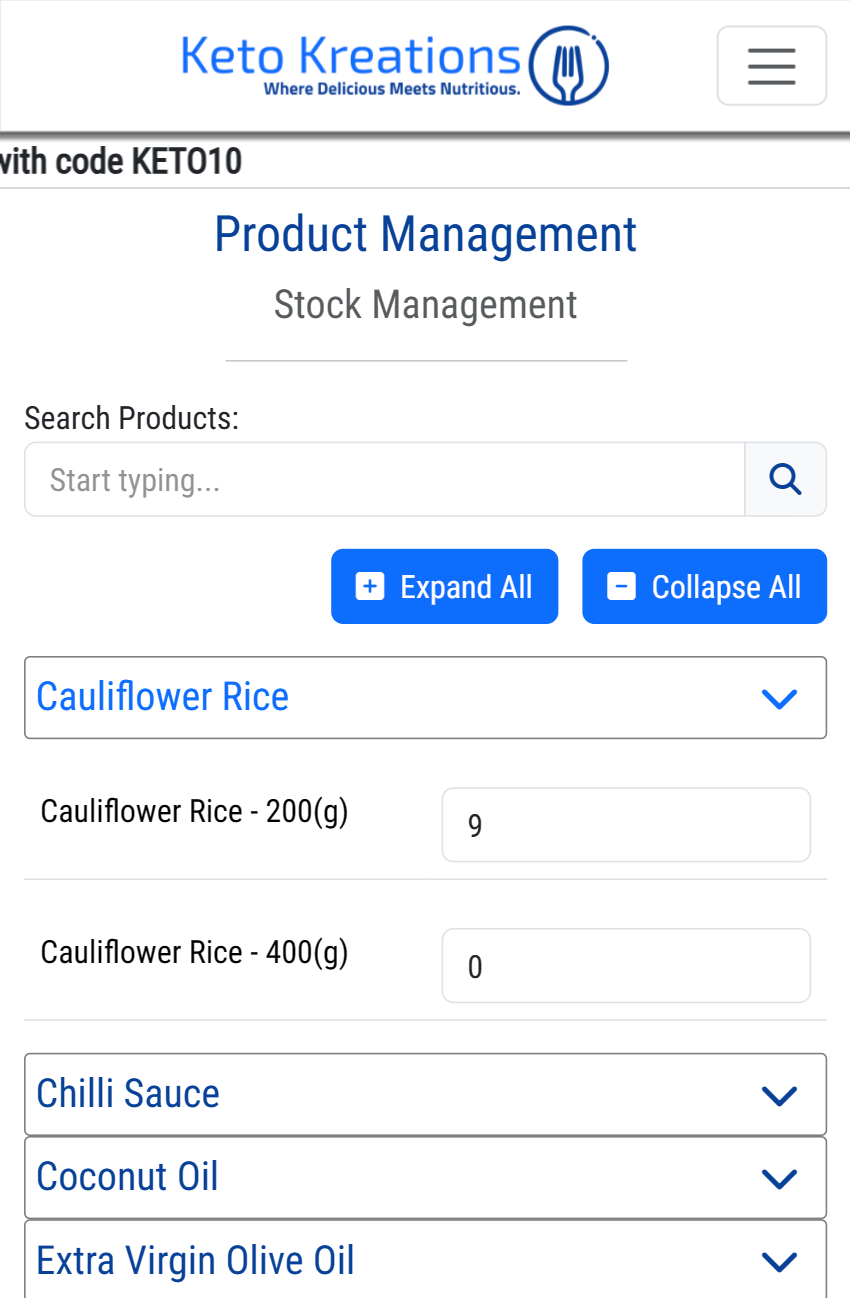 Keto Kreations
Where Delicious Meets Nutritious.
with code KETO10
Product Management
Stock Management
Search Products:
Start typing...
Expand All Collapse All
Cauliflower Rice
Cauliflower Rice - 200(g) 9
Cauliflower Rice - 400(g) 0
Chilli Sauce
Coconut Oil
Extra Virgin Olive Oil